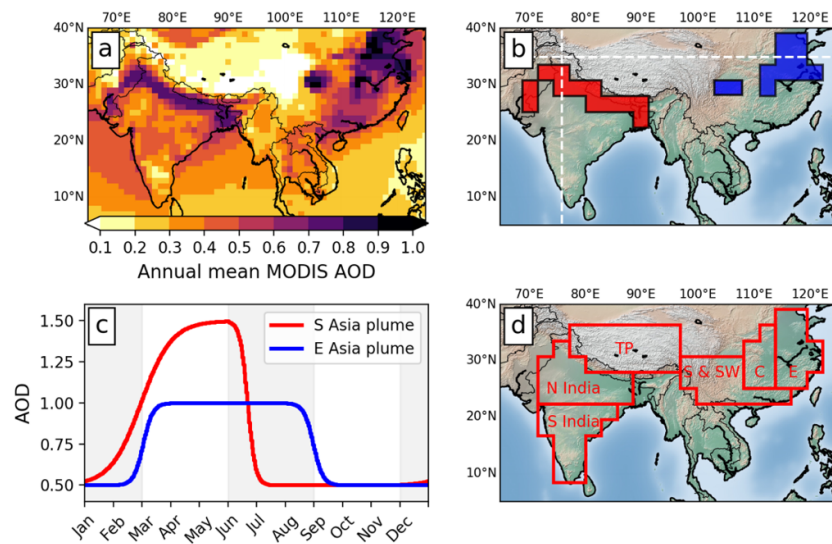 70°E 80°E 90°E 100°E 110°E 120°E
40°N
a
30°N
20°N
10°N
0.1 0.2 0.3 0.4 0.5 0.6 0.7 0.8 0.9 1.0
Annual mean MODIS AOD
70°E 80°E 90°E 100°E 110°E 120°E
40°N
b
30°N
20°N
10°N
c
S Asia plume
E Asia plume
1.50
1.25
1.00
0.75
0.50
AOD
Jan Feb Mar Apr May Jun Jul Aug Sep Oct Nov Dec
70°E 80°E 90°E 100°E 110°E 120°E
40°N
d
TP
30°N
S & SW C E
N India
20°N
S India
10°N